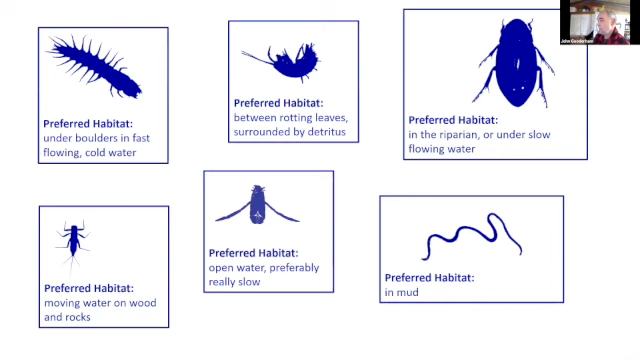 Preferred Habitat:
under boulders in fast
flowing, cold water
Preferred Habitat:
between rotting leaves,
surrounded by detritus
Preferred Habitat:
in the riparian, or under slow
flowing water
John Gooderham
Preferred Habitat:
moving water on wood
and rocks
Preferred Habitat:
open water, preferably
really slow
Preferred Habitat:
in mud